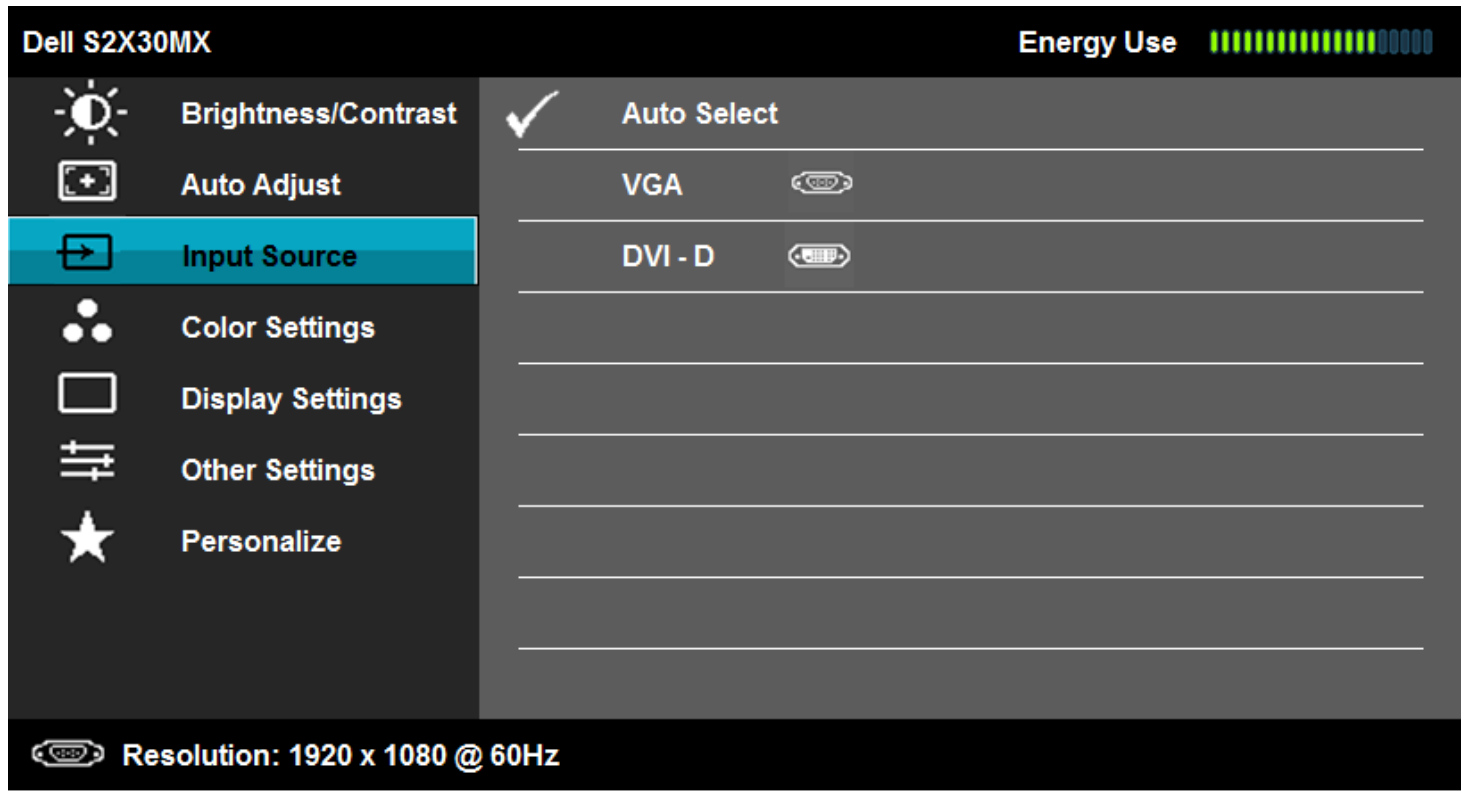 Dell S2X30MX
Energy Use
Brightness/Contrast
Auto Adjust
Input Source
Color Settings
Display Settings
Other Settings
Personalize
Auto Select
VGA
DVI - D
Resolution: 1920 x 1080 @ 60Hz